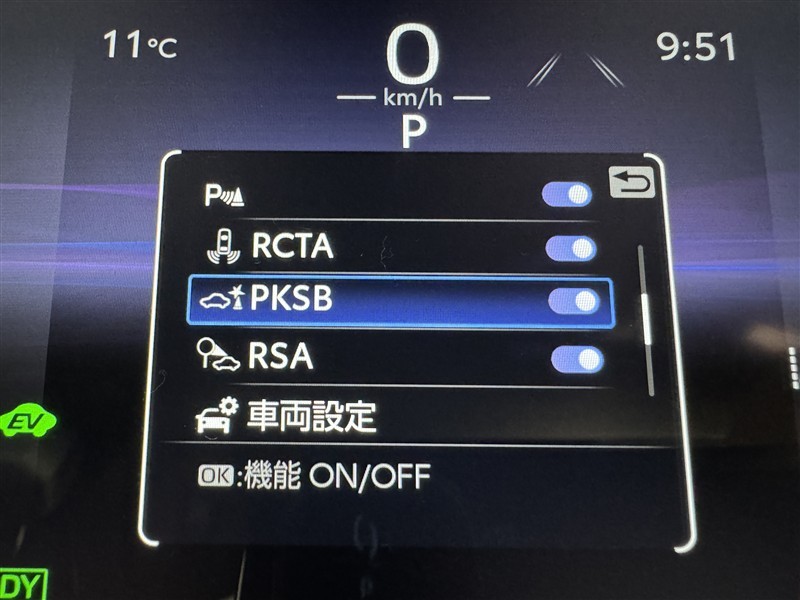 11℃
0
9:51
km/h
P
P
RCTA
PKSB
RSA
車両設定
OK:機能 ON/OFF
EV
DY